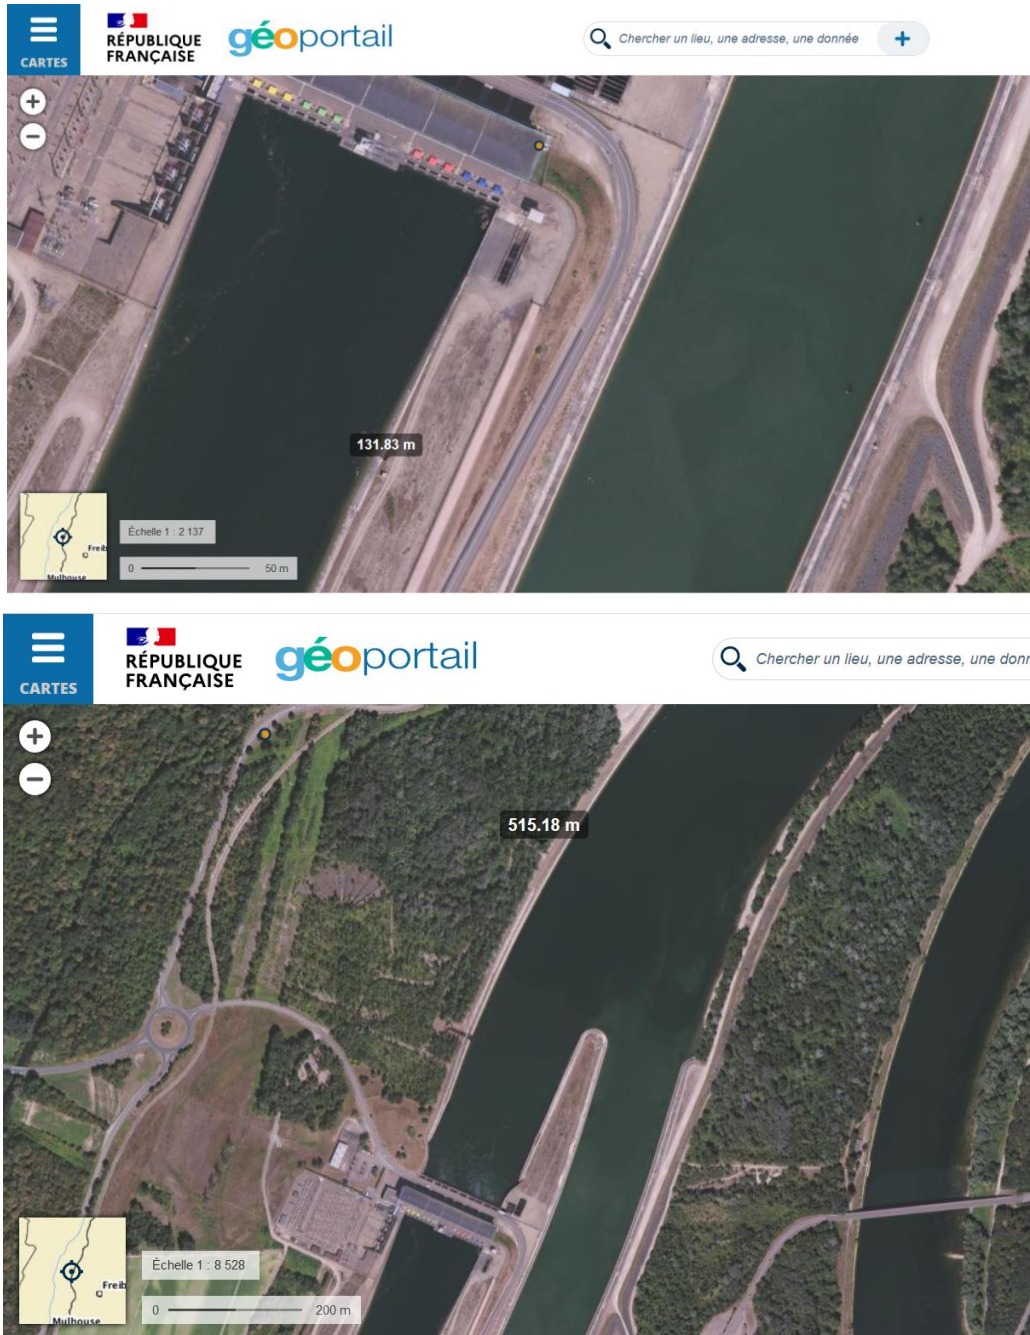 CARTES
RÉPUBLIQUE
FRANÇAISE
géoportail
Chercher un lieu, une adresse, une donnée
+
+
−
131.83 m
Échelle 1 : 2 137
0 50 m
Freib
Mulhouse
CARTES
RÉPUBLIQUE
FRANÇAISE
géoportail
Chercher un lieu, une adresse, une donn
+
−
515.18 m
Échelle 1 : 8 528
0 200 m
Freib
Mulhouse